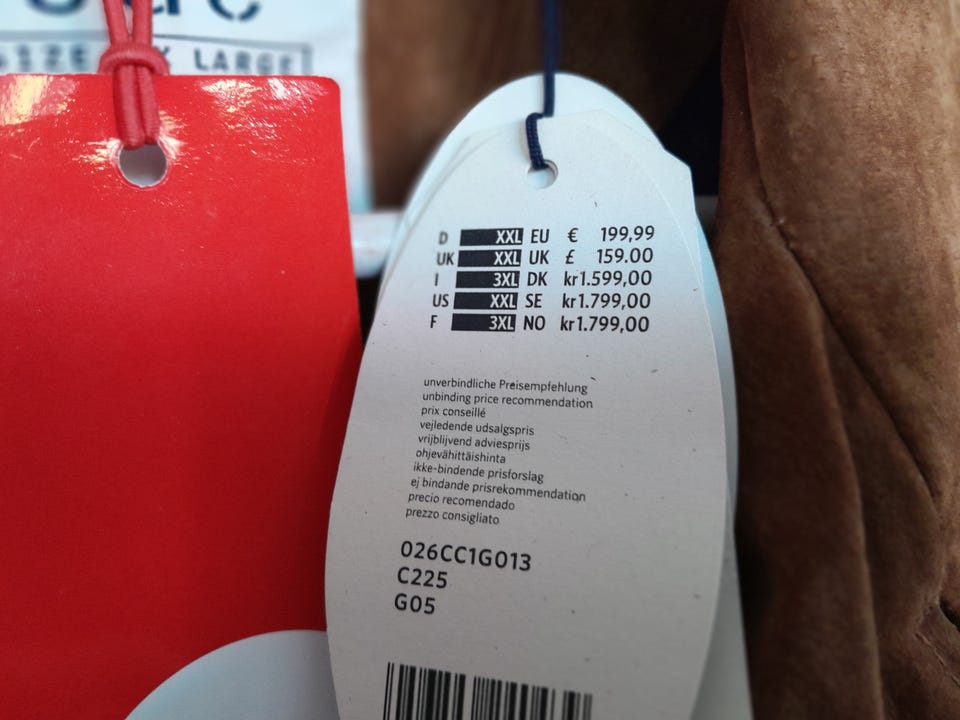 SIZE X LARGE
D XXL EU € 199,99
UK XXL UK £ 159.00
I 3XL DK kr1.599,00
US XXL SE kr1.799,00
F 3XL NO kr1.799,00
unverbindliche Preisempfehlung
unbinding price recommendation
prix conseillé
vejledende udsalgspris
vrijblijvend adviesprijs
ohjevähittäishinta
ikke-bindende prisforslag
ej bindande prisrekommendation
precio recomendado
prezzo consigliato
026CC1G013
C225
G05